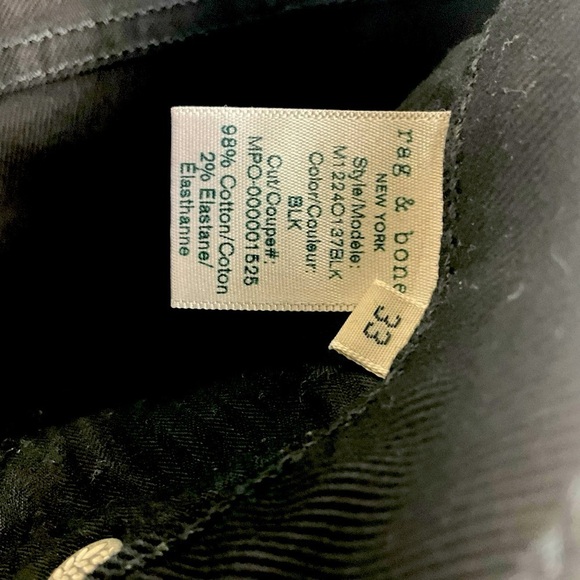 rag & bone
NEW YORK
Style/Modèle:
M1224O137BLK
Color/Couleur:
BLK
Cut/Coupe#:
MPO-000001525
98% Cotton/Coton
2% Elastane/
Élasthanne
33